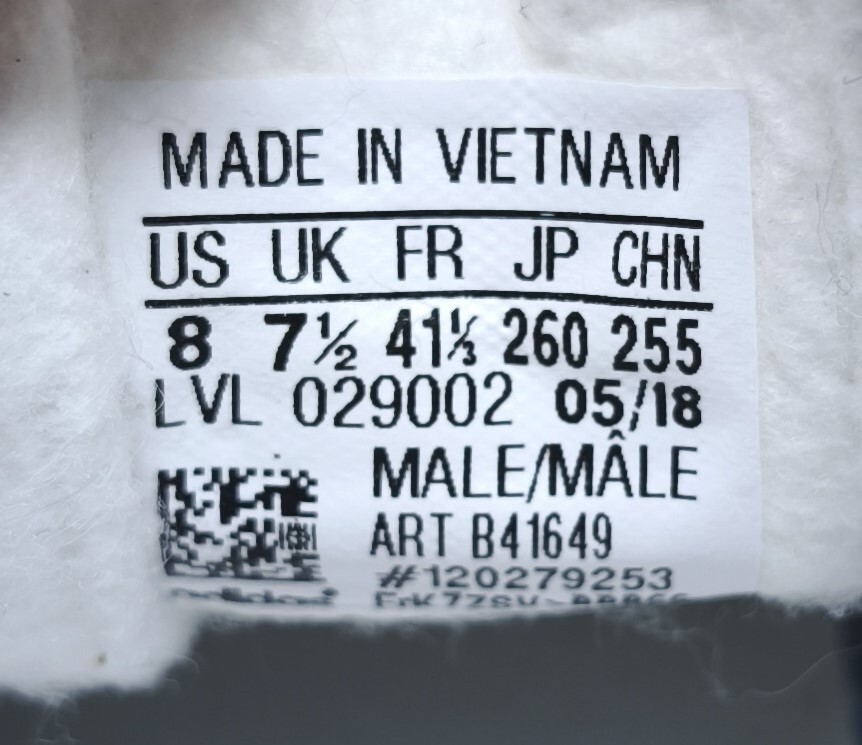 MADE IN VIETNAM
US UK FR JP CHN
8 7½ 41⅓ 260 255
LVL 029002 05/18
MALE/MÂLE
ART B41649
#120279253